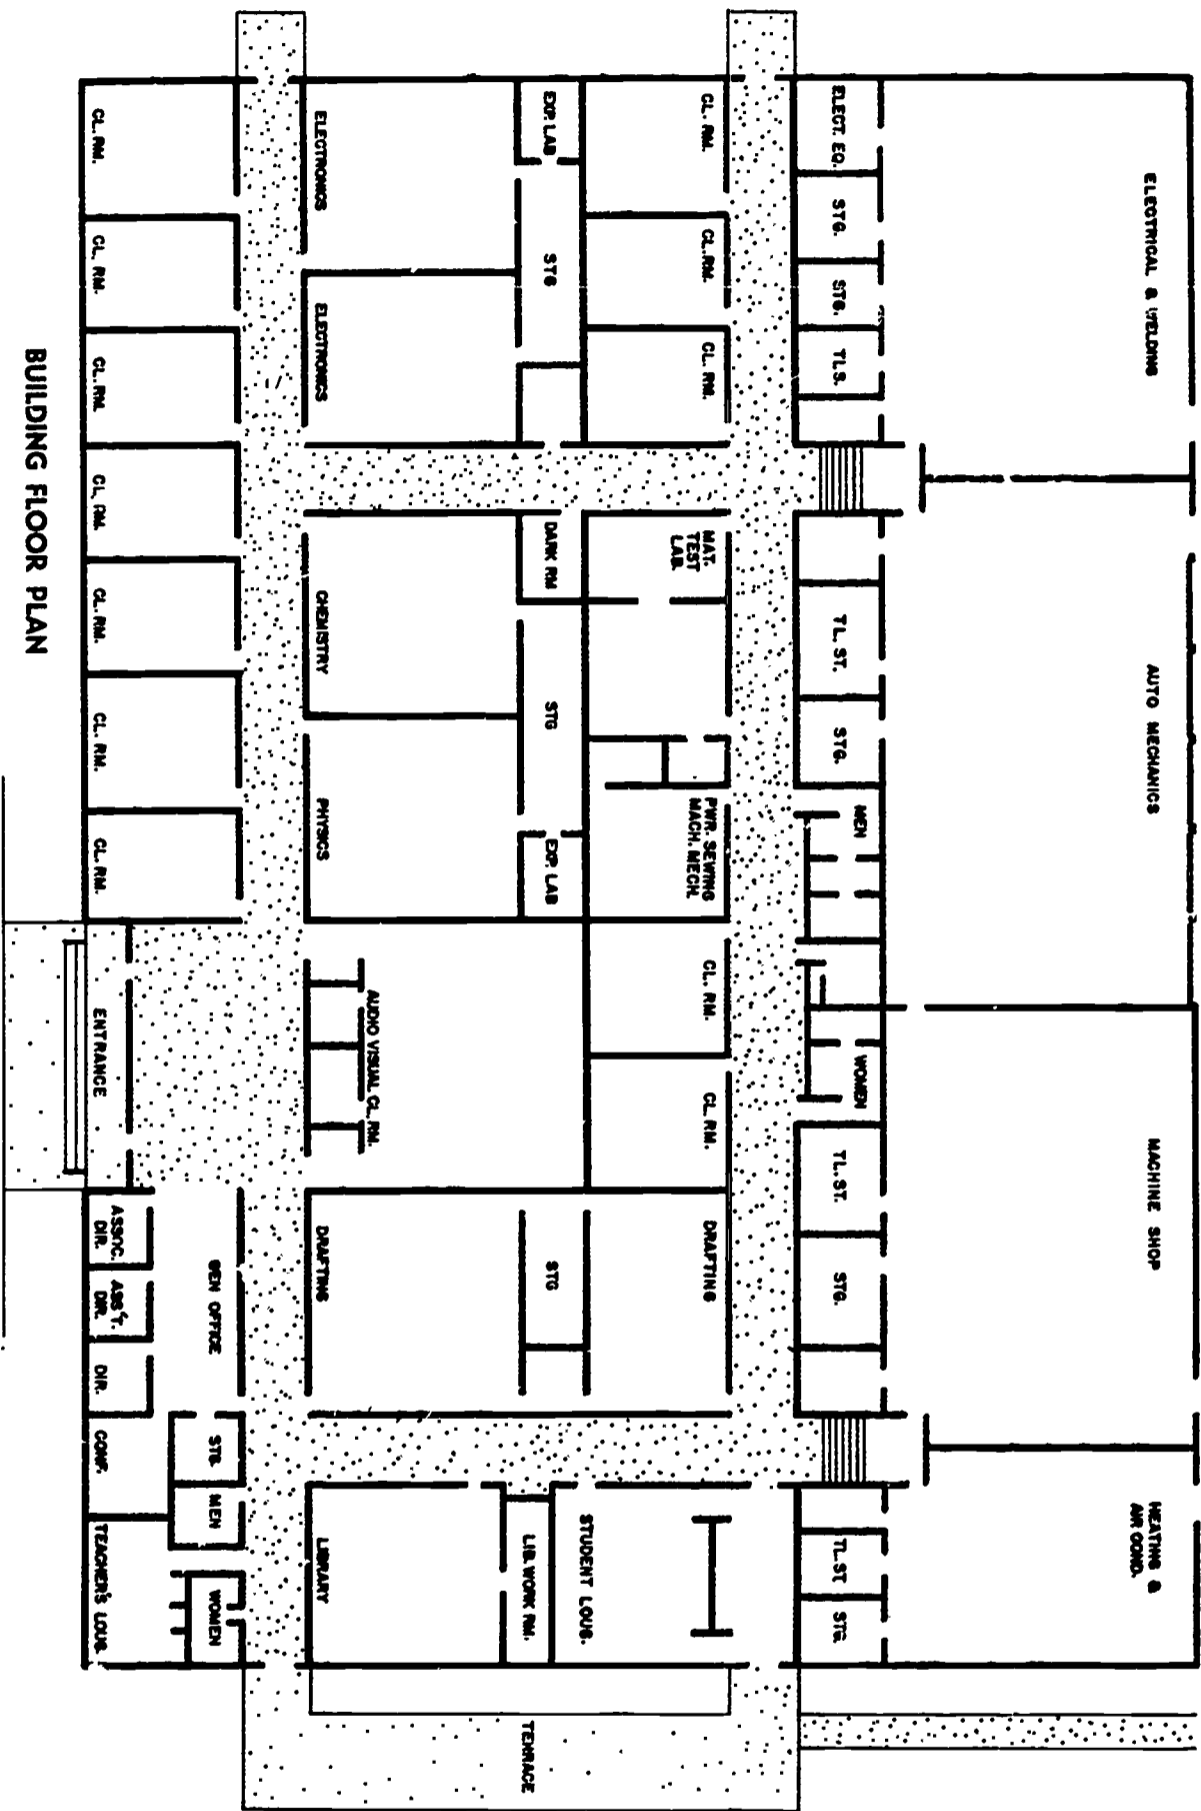 ELECTRICAL & WELDING
AUTO MECHANICS
MACHINE SHOP
HEATING &
AIR COND.
ELECT. EQ.
STG.
STG.
TLS.
TL. ST.
STG.
MEN
WOMEN
TL. ST.
STG.
TL. ST
STG.
CL. RM.
CL. RM.
CL. RM.
MAT.
TEST
LAB.
PWR. SEWING
MACH. MECH.
CL. RM.
CL. RM.
DRAFTING
STUDENT LOUG.
EXP. LAB
STG
DARK RM
STG
EXP. LAB
STG
LIB. WORK RM.
TERRACE
ELECTRONICS
ELECTRONICS
CHEMISTRY
PHYSICS
AUDIO VISUAL CL. RM.
DRAFTING
LIBRARY
GEN OFFICE
STG.
MEN
WOMEN
CL. RM.
CL. RM.
CL. RM.
CL. RM.
CL. RM.
CL. RM.
CL. RM.
ENTRANCE
ASSOC.
DIR.
ASS'T.
DIR.
DIR.
CONF.
TEACHER'S LOUG.
BUILDING FLOOR PLAN